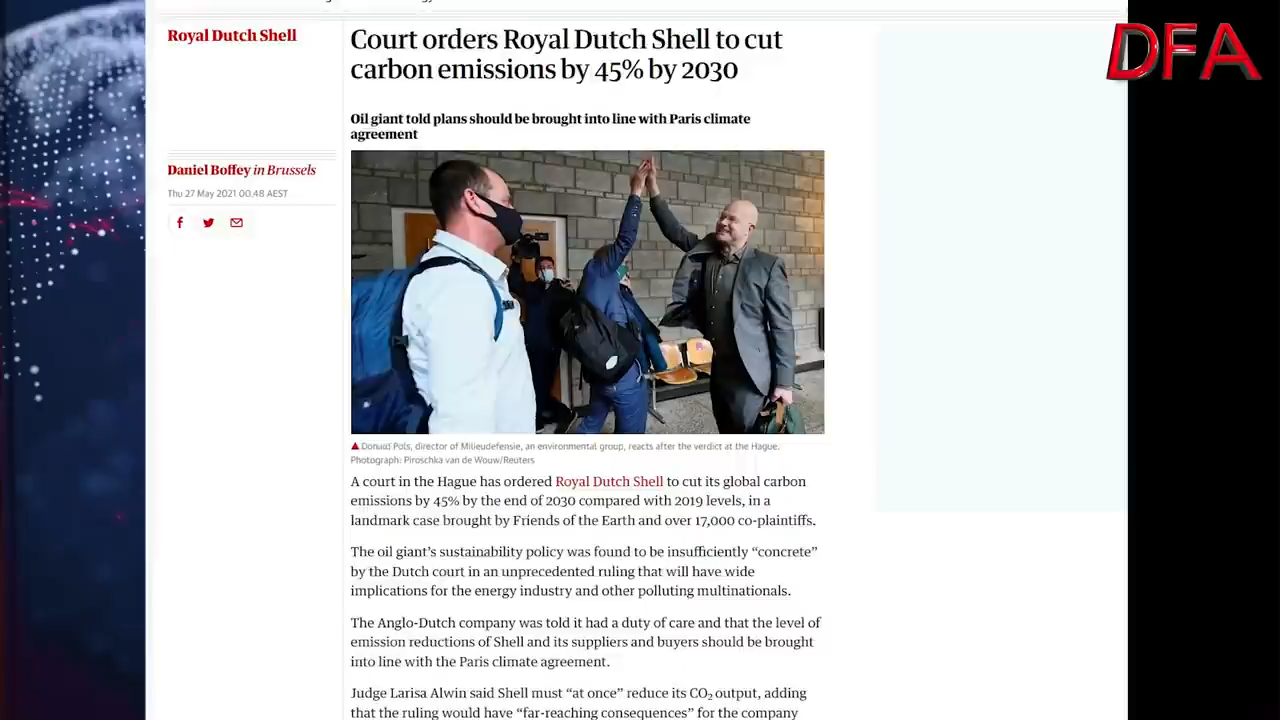 DFA
Royal Dutch Shell
Court orders Royal Dutch Shell to cut
carbon emissions by 45% by 2030
Oil giant told plans should be brought into line with Paris climate
agreement
Daniel Boffey in Brussels
Thu 27 May 2021 00.48 AEST
Donald Pols, director of Milieudefensie, an environmental group, reacts after the verdict at the Hague.
Photograph: Piroschka van de Wouw/Reuters
A court in the Hague has ordered Royal Dutch Shell to cut its global carbon
emissions by 45% by the end of 2030 compared with 2019 levels, in a
landmark case brought by Friends of the Earth and over 17,000 co-plaintiffs.
The oil giant’s sustainability policy was found to be insufficiently “concrete”
by the Dutch court in an unprecedented ruling that will have wide
implications for the energy industry and other polluting multinationals.
The Anglo-Dutch company was told it had a duty of care and that the level of
emission reductions of Shell and its suppliers and buyers should be brought
into line with the Paris climate agreement.
Judge Larisa Alwin said Shell must “at once” reduce its CO₂ output, adding
that the ruling would have “far-reaching consequences” for the company